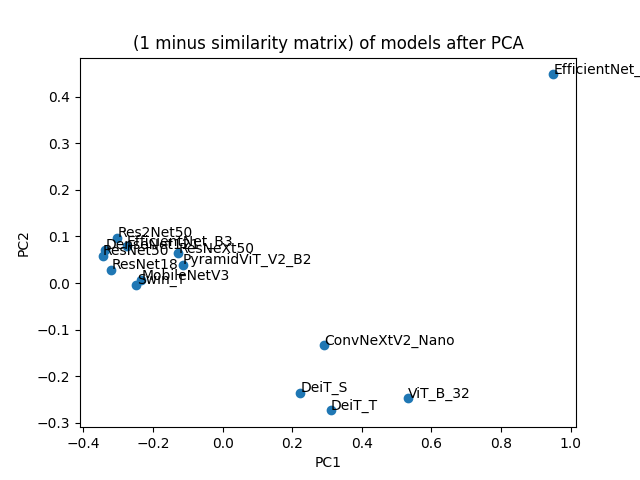 (1 minus similarity matrix) of models after PCA
EfficientNet_
0.4
0.3
0.2
0.1
0.0
−0.1
−0.2
−0.3
PC2
Res2Net50
EfficientNet_B3
ResNet50
ResNeXt50
PyramidViT_V2_B2
ResNet18
MobileNetV3
Swin_T
ConvNeXtV2_Nano
DeiT_S
ViT_B_32
DeiT_T
−0.4
−0.2
0.0
0.2
0.4
0.6
0.8
1.0
PC1